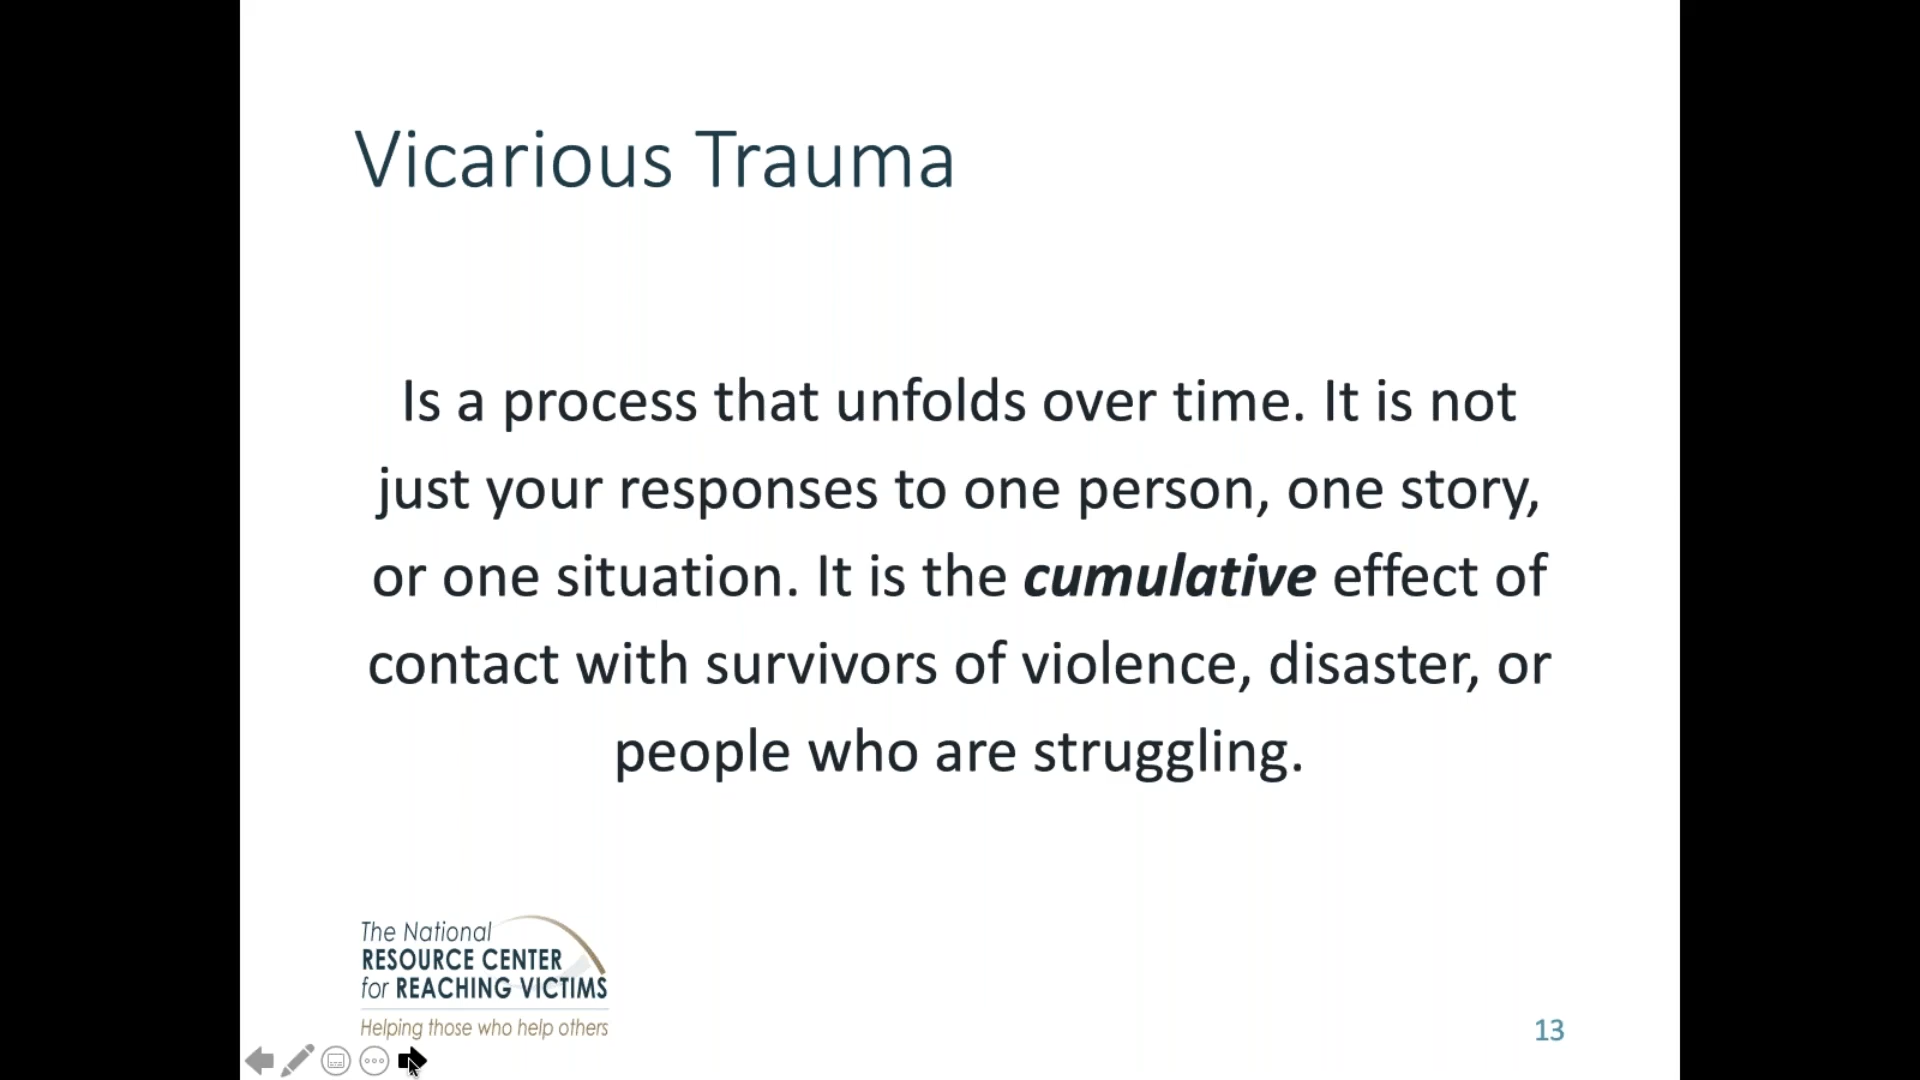 Vicarious Trauma
Is a process that unfolds over time. It is not
just your responses to one person, one story,
or one situation. It is the cumulative effect of
contact with survivors of violence, disaster, or
people who are struggling.
The National
RESOURCE CENTER
for REACHING VICTIMS
Helping those who help others
13